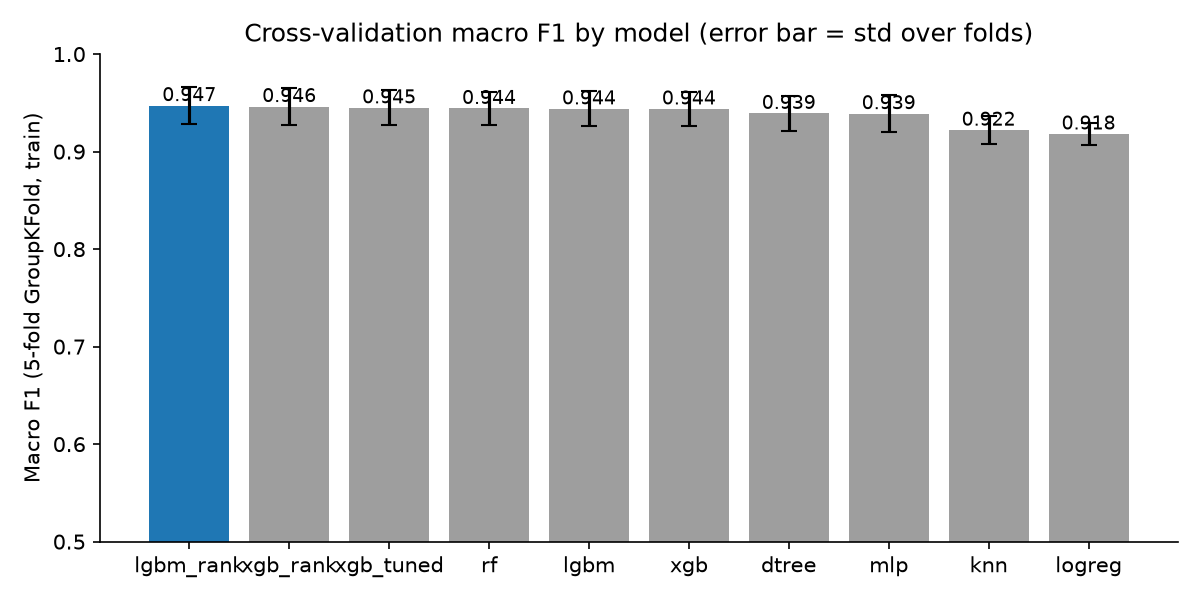 Cross-validation macro F1 by model (error bar = std over folds)
Macro F1 (5-fold GroupKFold, train)
1.0
0.9
0.8
0.7
0.6
0.5
0.947 0.946 0.945 0.944 0.944 0.944 0.939 0.939 0.922 0.918
lgbm_rank xgb_rank xgb_tuned rf lgbm xgb dtree mlp knn logreg